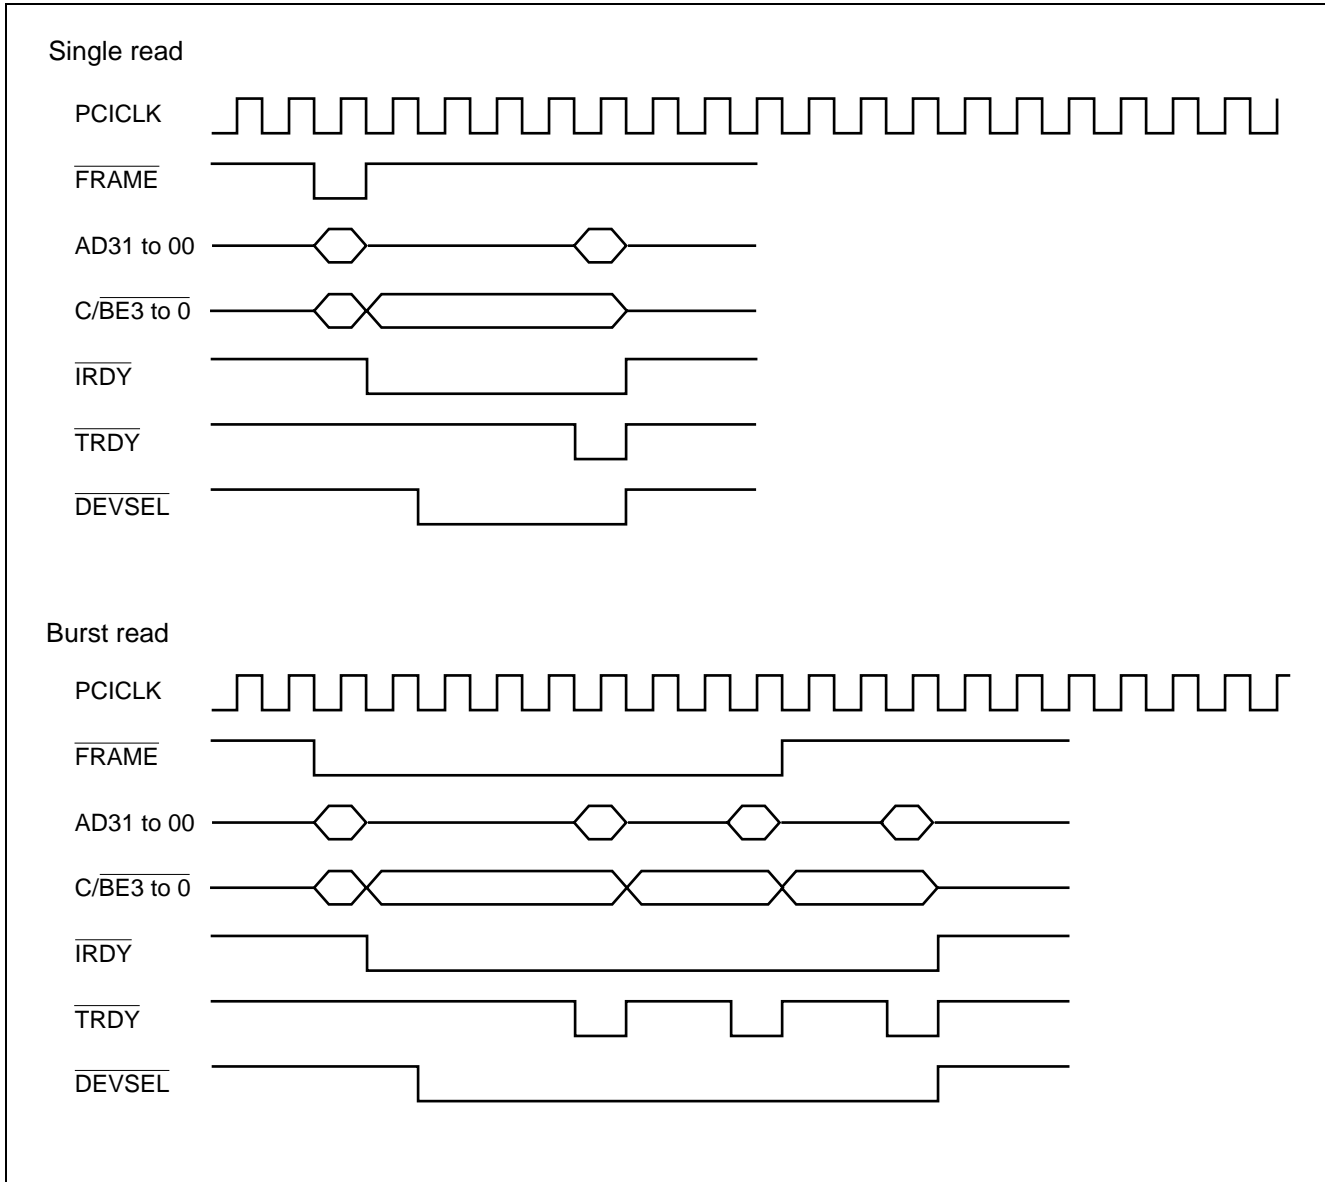 Single read
PCICLK
FRAME
AD31 to 00
C/BE3 to 0
IRDY
TRDY
DEVSEL
Burst read
PCICLK
FRAME
AD31 to 00
C/BE3 to 0
IRDY
TRDY
DEVSEL